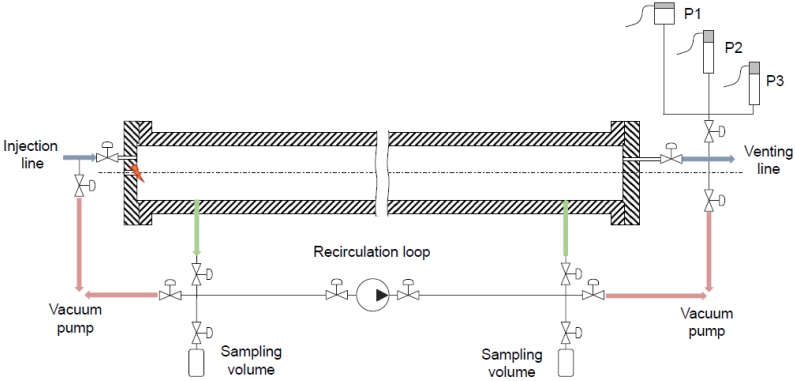 P1
P2
P3
Injection
line
Venting
line
Recirculation loop
Vacuum
pump
Vacuum
pump
Sampling
volume
Sampling
volume